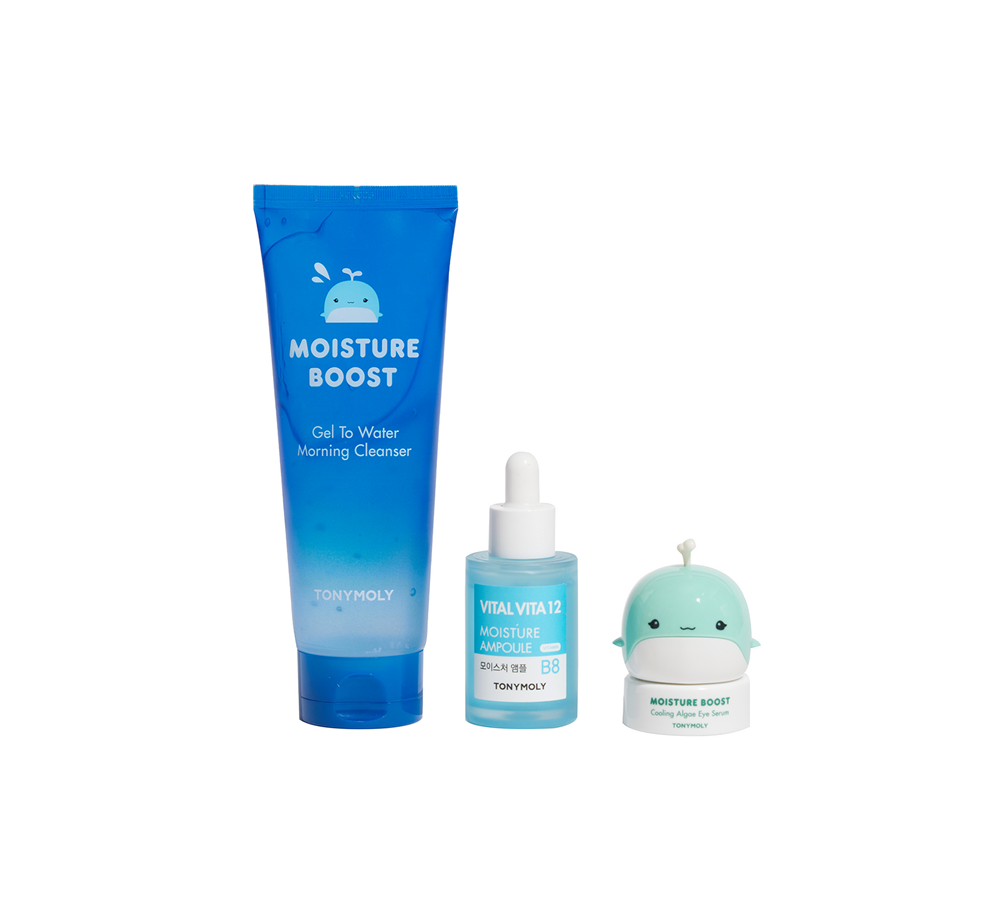 MOISTURE
BOOST
Gel To Water
Morning Cleanser
TONYMOLY
VITAL VITA 12
MOISTURE
AMPOULE
모이스처 앰플
B8
TONYMOLY
MOISTURE BOOST
Cooling Algae Eye Serum
TONYMOLY